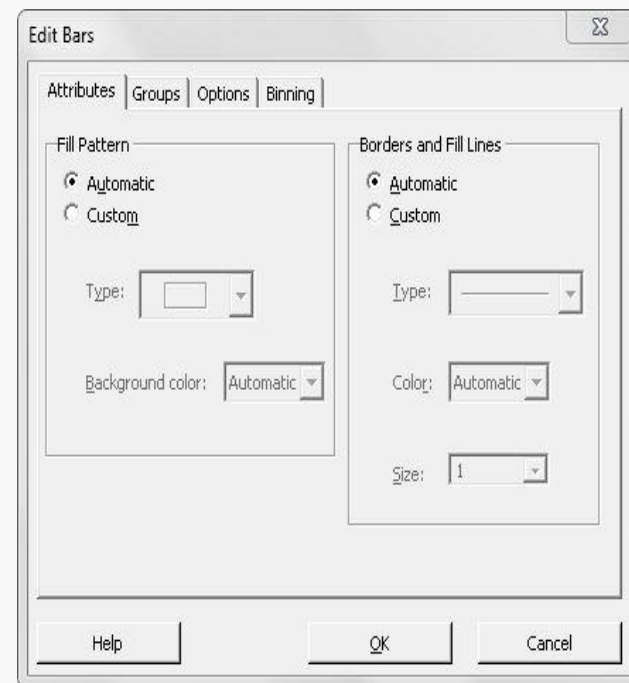 Edit Bars
Attributes Groups Options Binning
Fill Pattern
Automatic
Custom
Type:
Background color: Automatic
Borders and Fill Lines
Automatic
Custom
Type:
Color: Automatic
Size: 1
Help OK Cancel